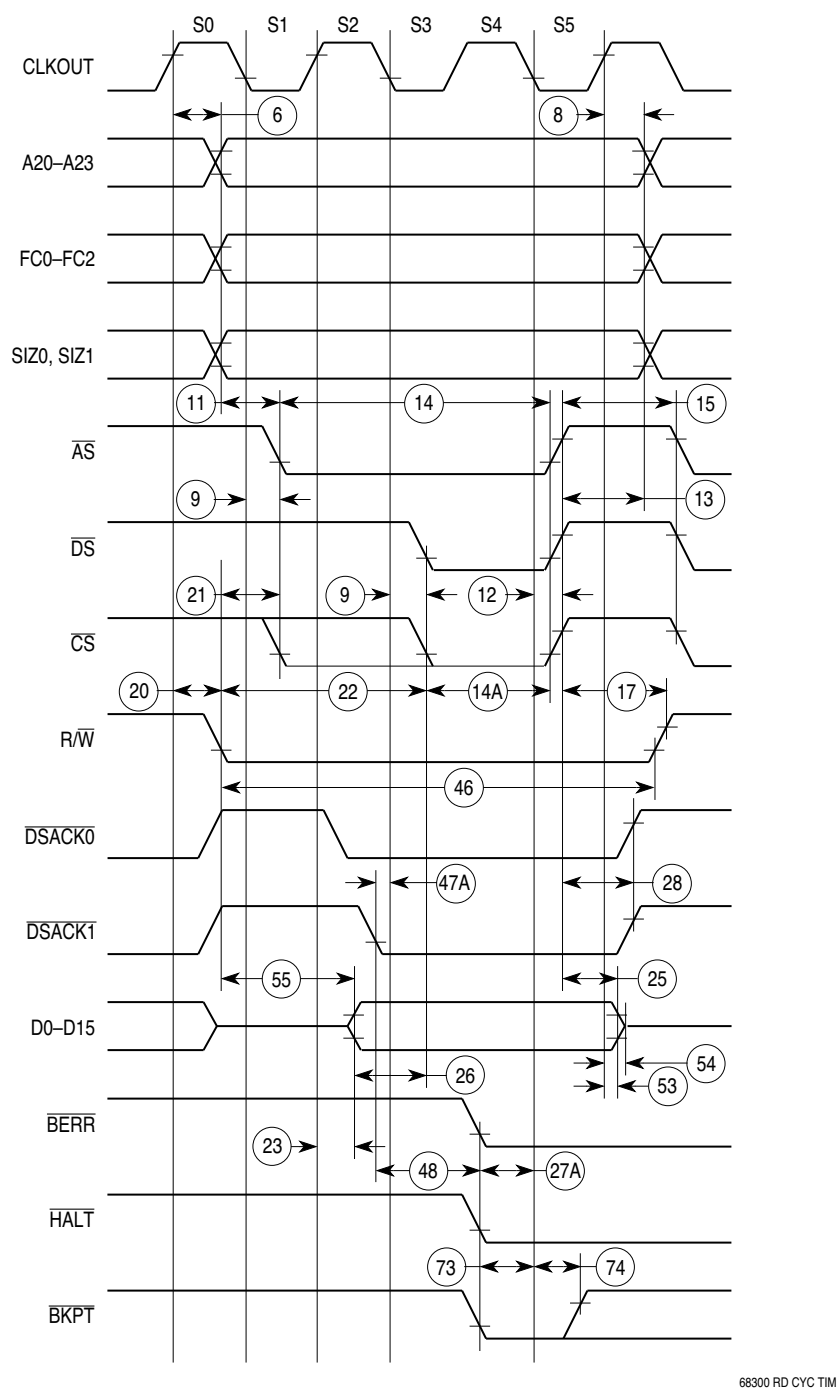 S0 S1 S2 S3 S4 S5
CLKOUT
6 8
A20–A23
FC0–FC2
SIZ0, SIZ1
11 14 15
AS
9 13
DS
21 9 12
CS
20 22 14A 17
R/W
46
DSACK0
47A 28
DSACK1
55 25
D0–D15
54
26 53
BERR
23
48 27A
HALT
73 74
BKPT
68300 RD CYC TIM